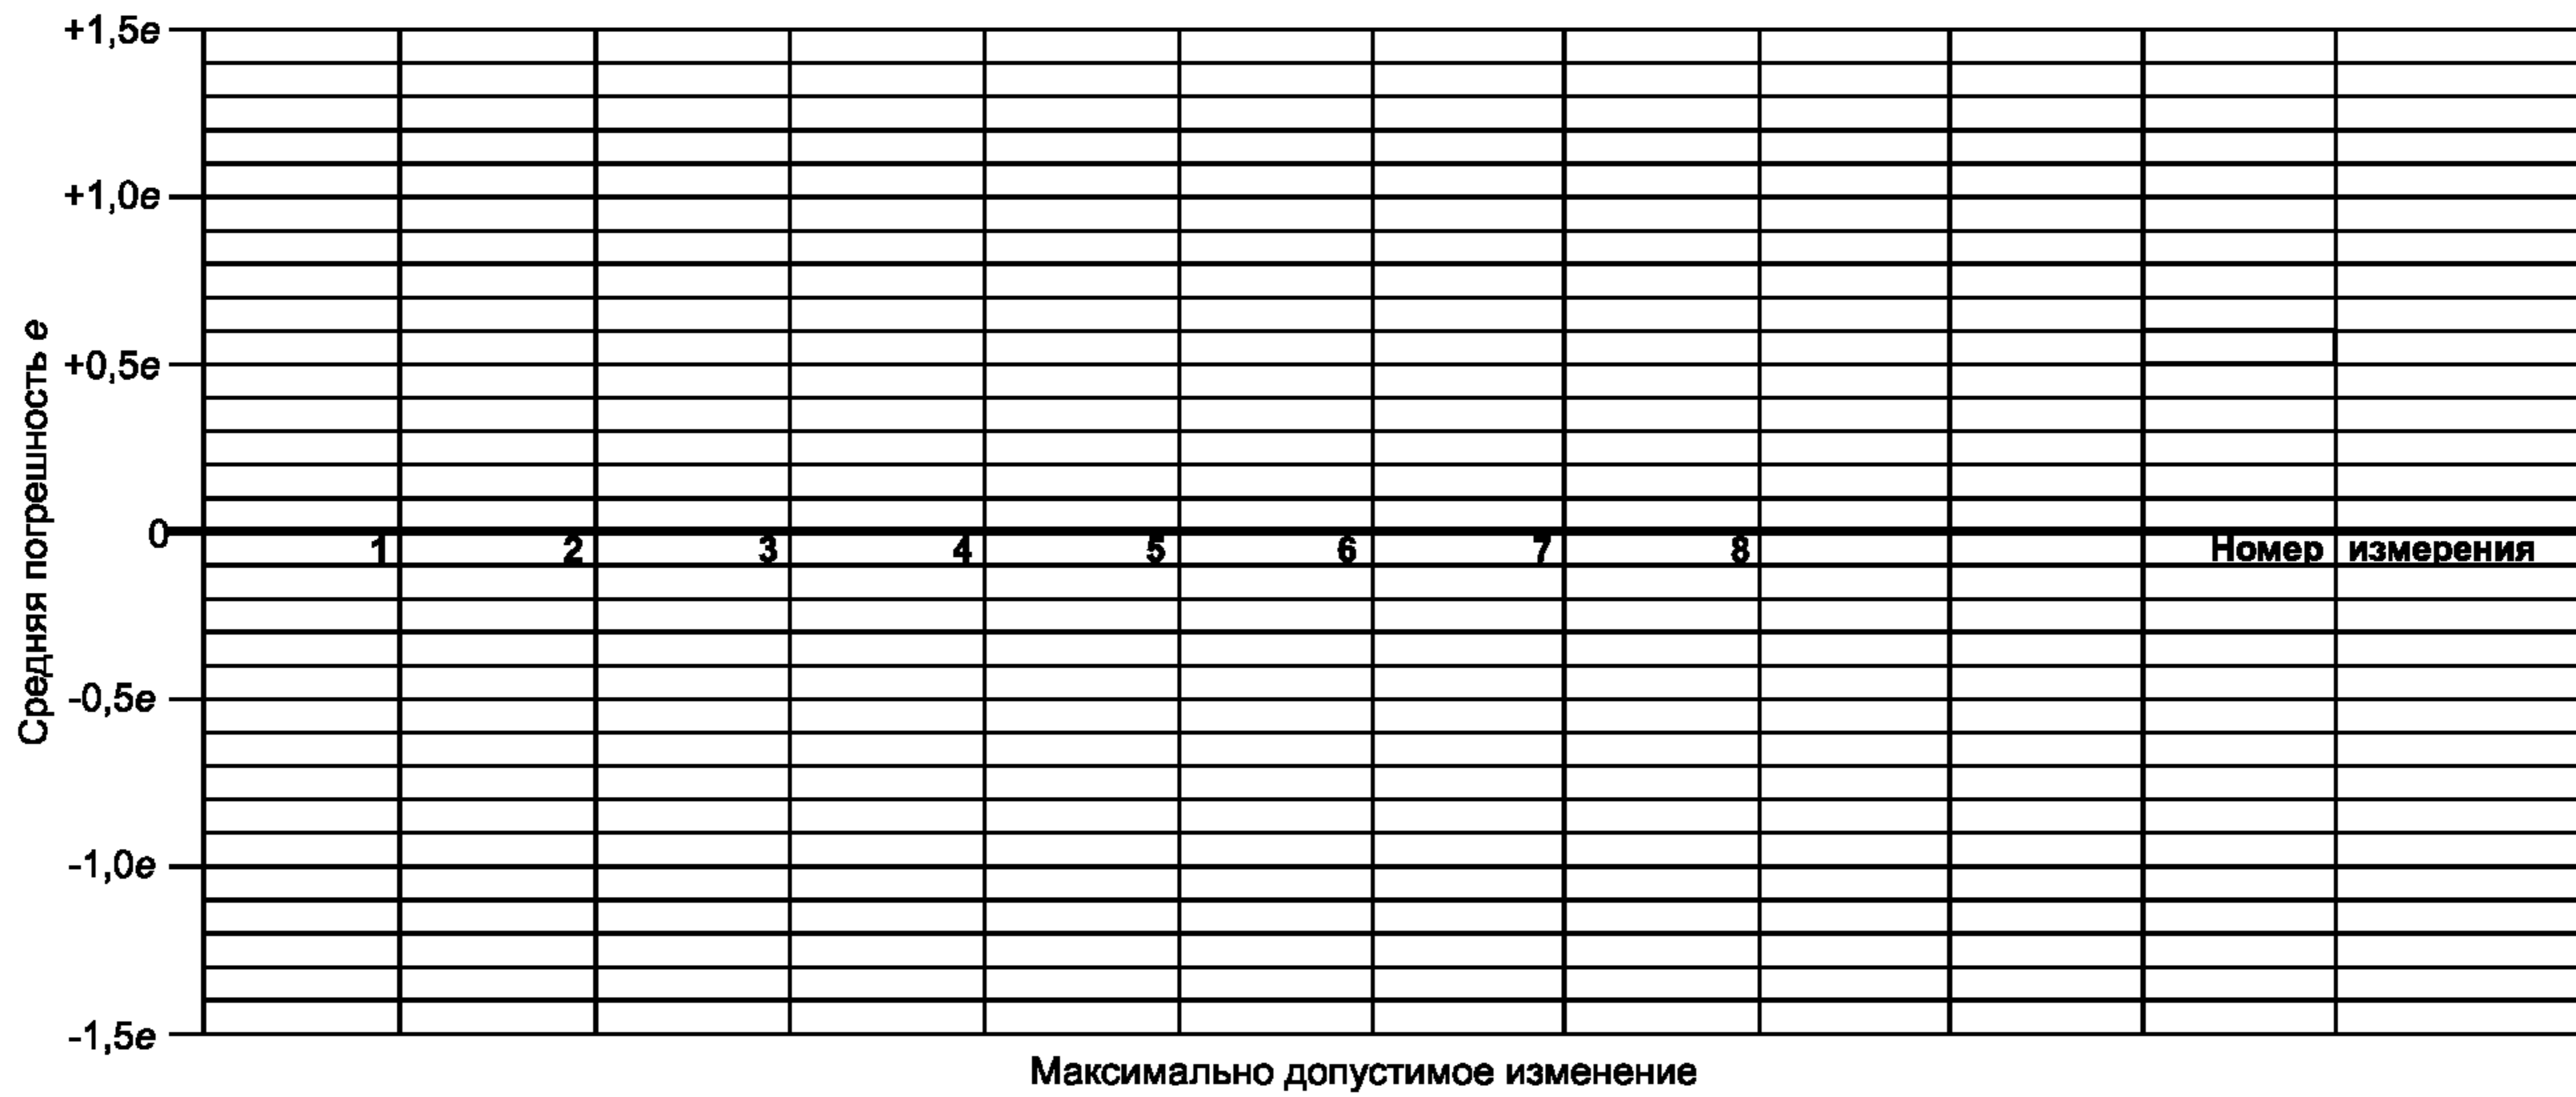 +1,5e
+1,0e
+0,5e
0
-0,5e
-1,0e
-1,5e
Средняя погрешность e
1 2 3 4 5 6 7 8 Номер измерения
Максимально допустимое изменение